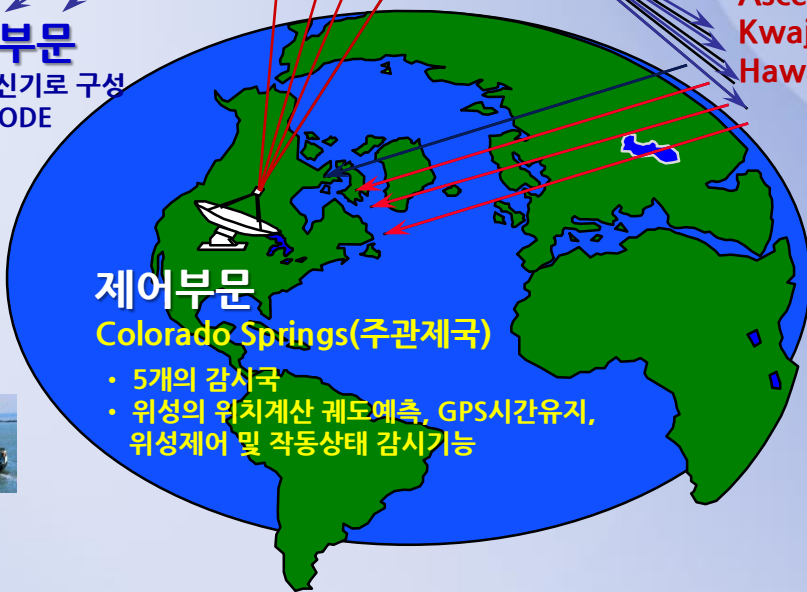 부문
신기로 구성
ODE
Asce
Kwaj
Haw
제어부문
Colorado Springs(주관제국)
• 5개의 감시국
• 위성의 위치계산 궤도예측, GPS시간유지,
위성제어 및 작동상태 감시기능